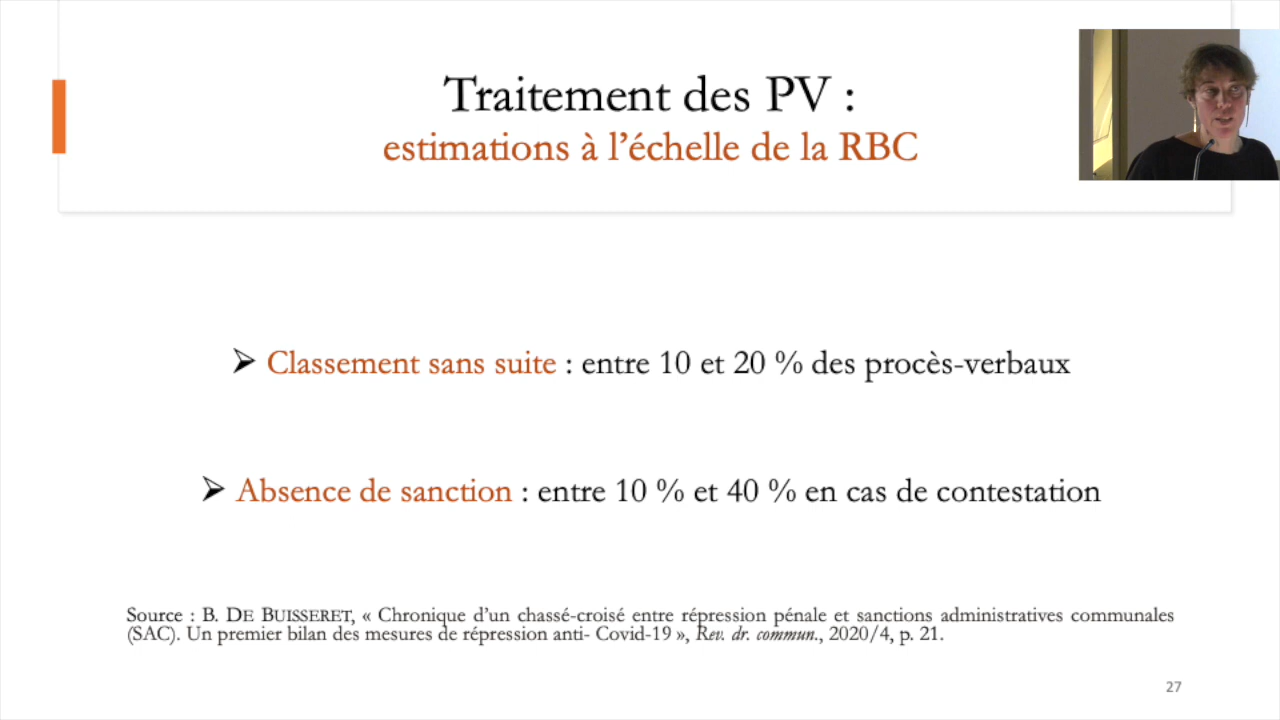 Traitement des PV :
estimations à l’échelle de la RBC
➢ Classement sans suite : entre 10 et 20 % des procès-verbaux
➢ Absence de sanction : entre 10 % et 40 % en cas de contestation
Source : B. DE BUISSERET, « Chronique d’un chassé-croisé entre répression pénale et sanctions administratives communales
(SAC). Un premier bilan des mesures de répression anti- Covid-19 », Rev. dr. commun., 2020/4, p. 21.
27